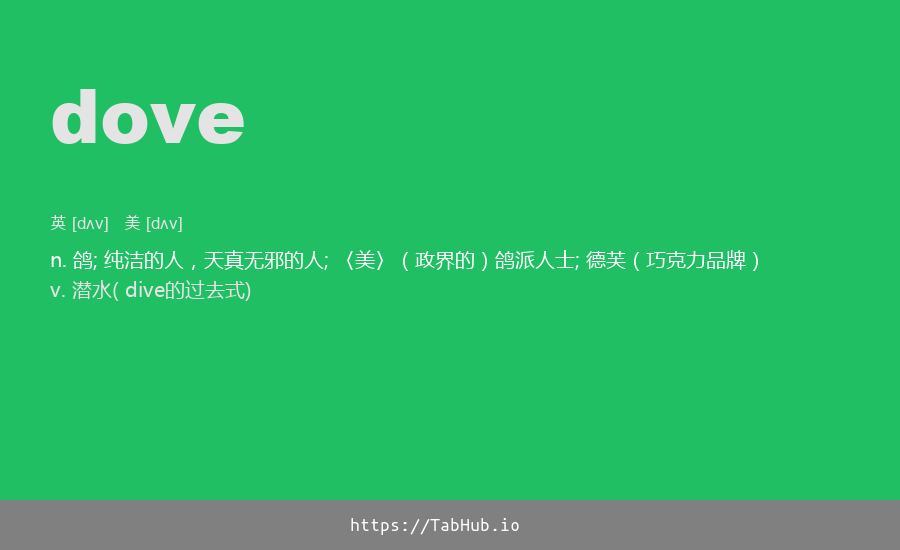 dove
英 [dʌv] 美 [dʌv]
n. 鸽; 纯洁的人，天真无邪的人; 〈美〉（政界的）鸽派人士; 德芙（巧克力品牌）
v. 潜水( dive的过去式)
https://TabHub.io